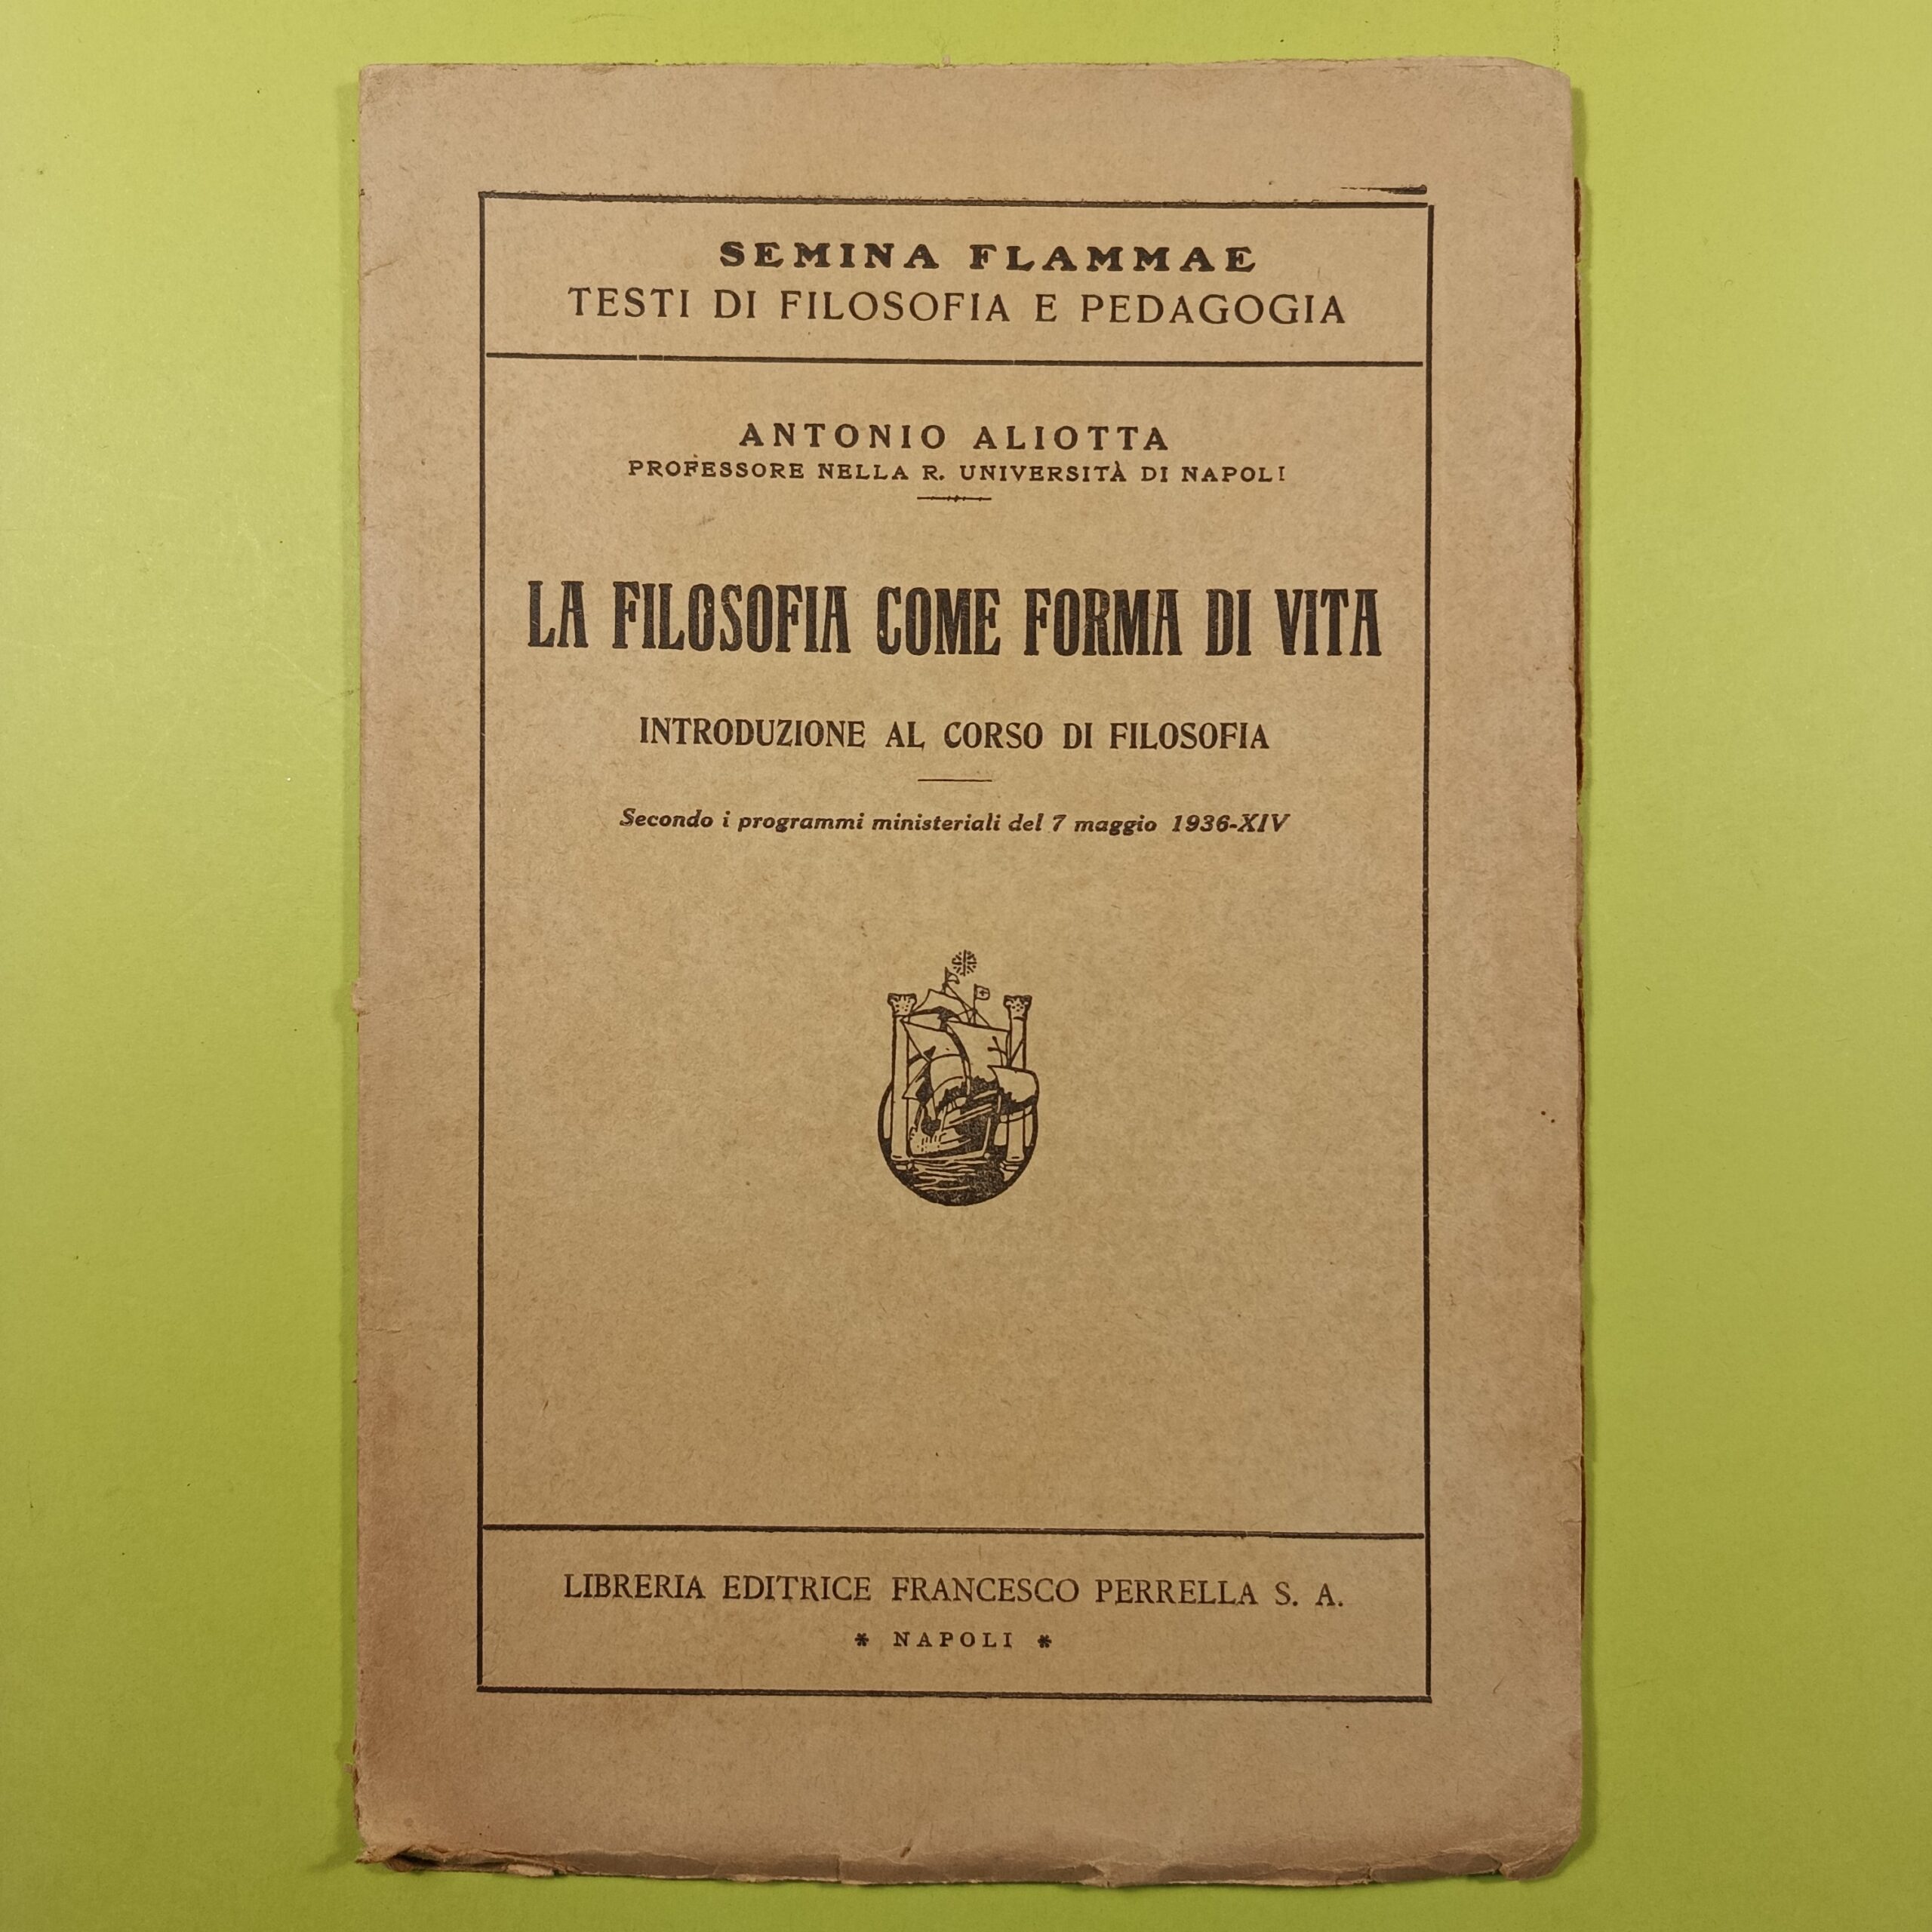 SEMINA FLAMMAE
TESTI DI FILOSOFIA E PEDAGOGIA
ANTONIO ALIOTTA
PROFESSORE NELLA R. UNIVERSITÀ DI NAPOLI
LA FILOSOFIA COME FORMA DI VITA
INTRODUZIONE AL CORSO DI FILOSOFIA
Secondo i programmi ministeriali del 7 maggio 1936-XIV
LIBRERIA EDITRICE FRANCESCO PERRELLA S. A.
* NAPOLI *